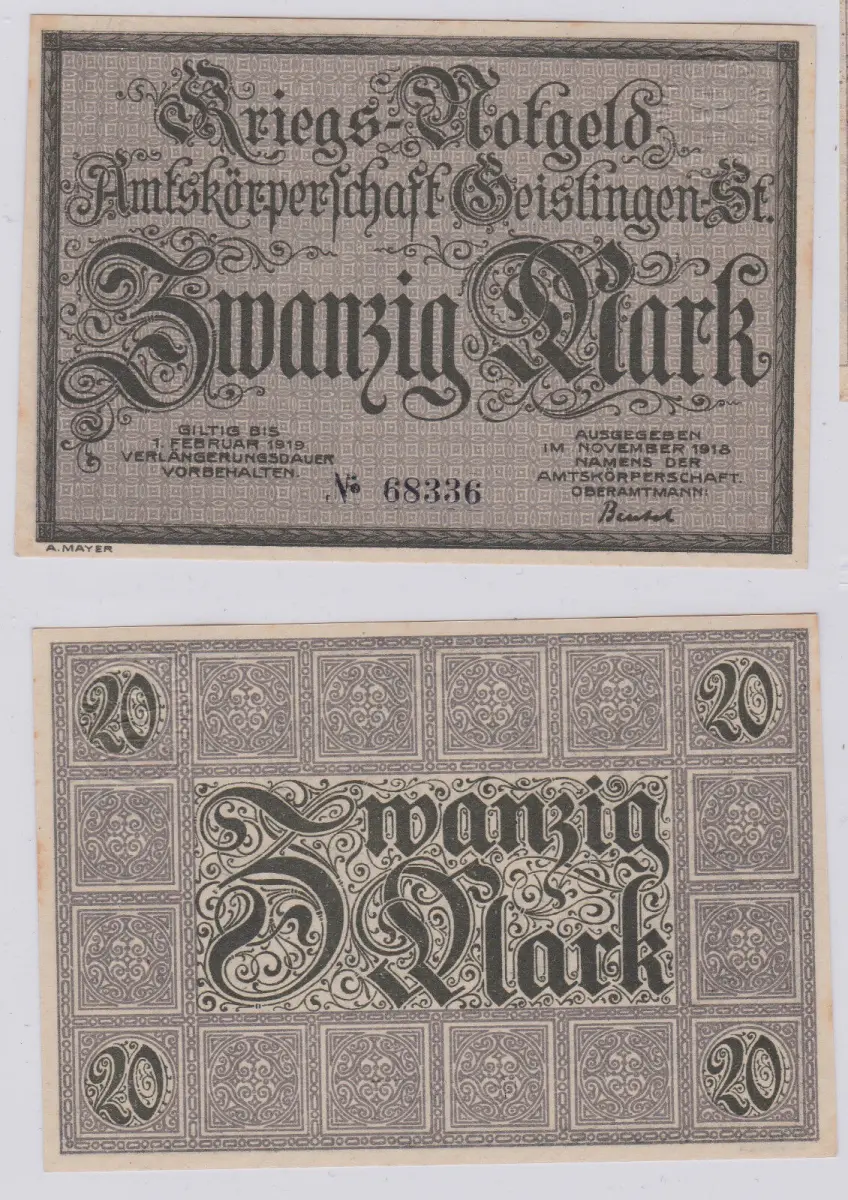 Kriegs-Notgeld
Amtskörperschaft Geislingen-St.
Zwanzig Mark
GILTIG BIS
1. FEBRUAR 1919
VERLÄNGERUNGSDAUER
VORBEHALTEN.
№ 68336
AUSGEGEBEN
IM NOVEMBER 1918
NAMENS DER
AMTSKÖRPERSCHAFT.
OBERAMTMANN:
A. MAYER
20
20
Zwanzig
Mark
20
20